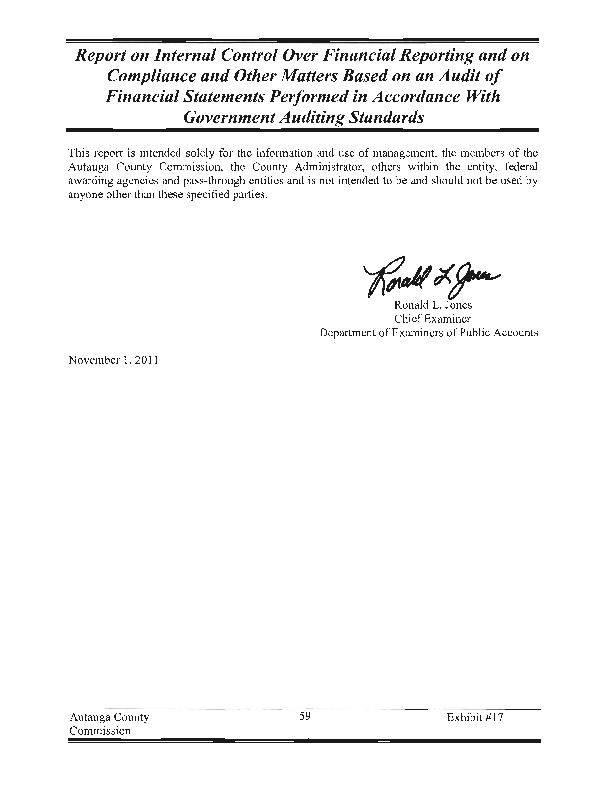 Report on Internal Control Over Financial Reporting and on
Compliance and Other Matters Based on an Audit of
Financial Statements Performed in Accordance With
Government Auditing Standards
This report is intended solely for the information and use of management, the members of the
Autauga County Commission, the County Administrator, others within the entity, federal
awarding agencies and pass-through entities and is not intended to be and should not be used by
anyone other than these specified parties.
Ronald L Jones
Ronald L. Jones
Chief Examiner
Department of Examiners of Public Accounts
November 1, 2011
Autauga County
Commission
59
Exhibit #17